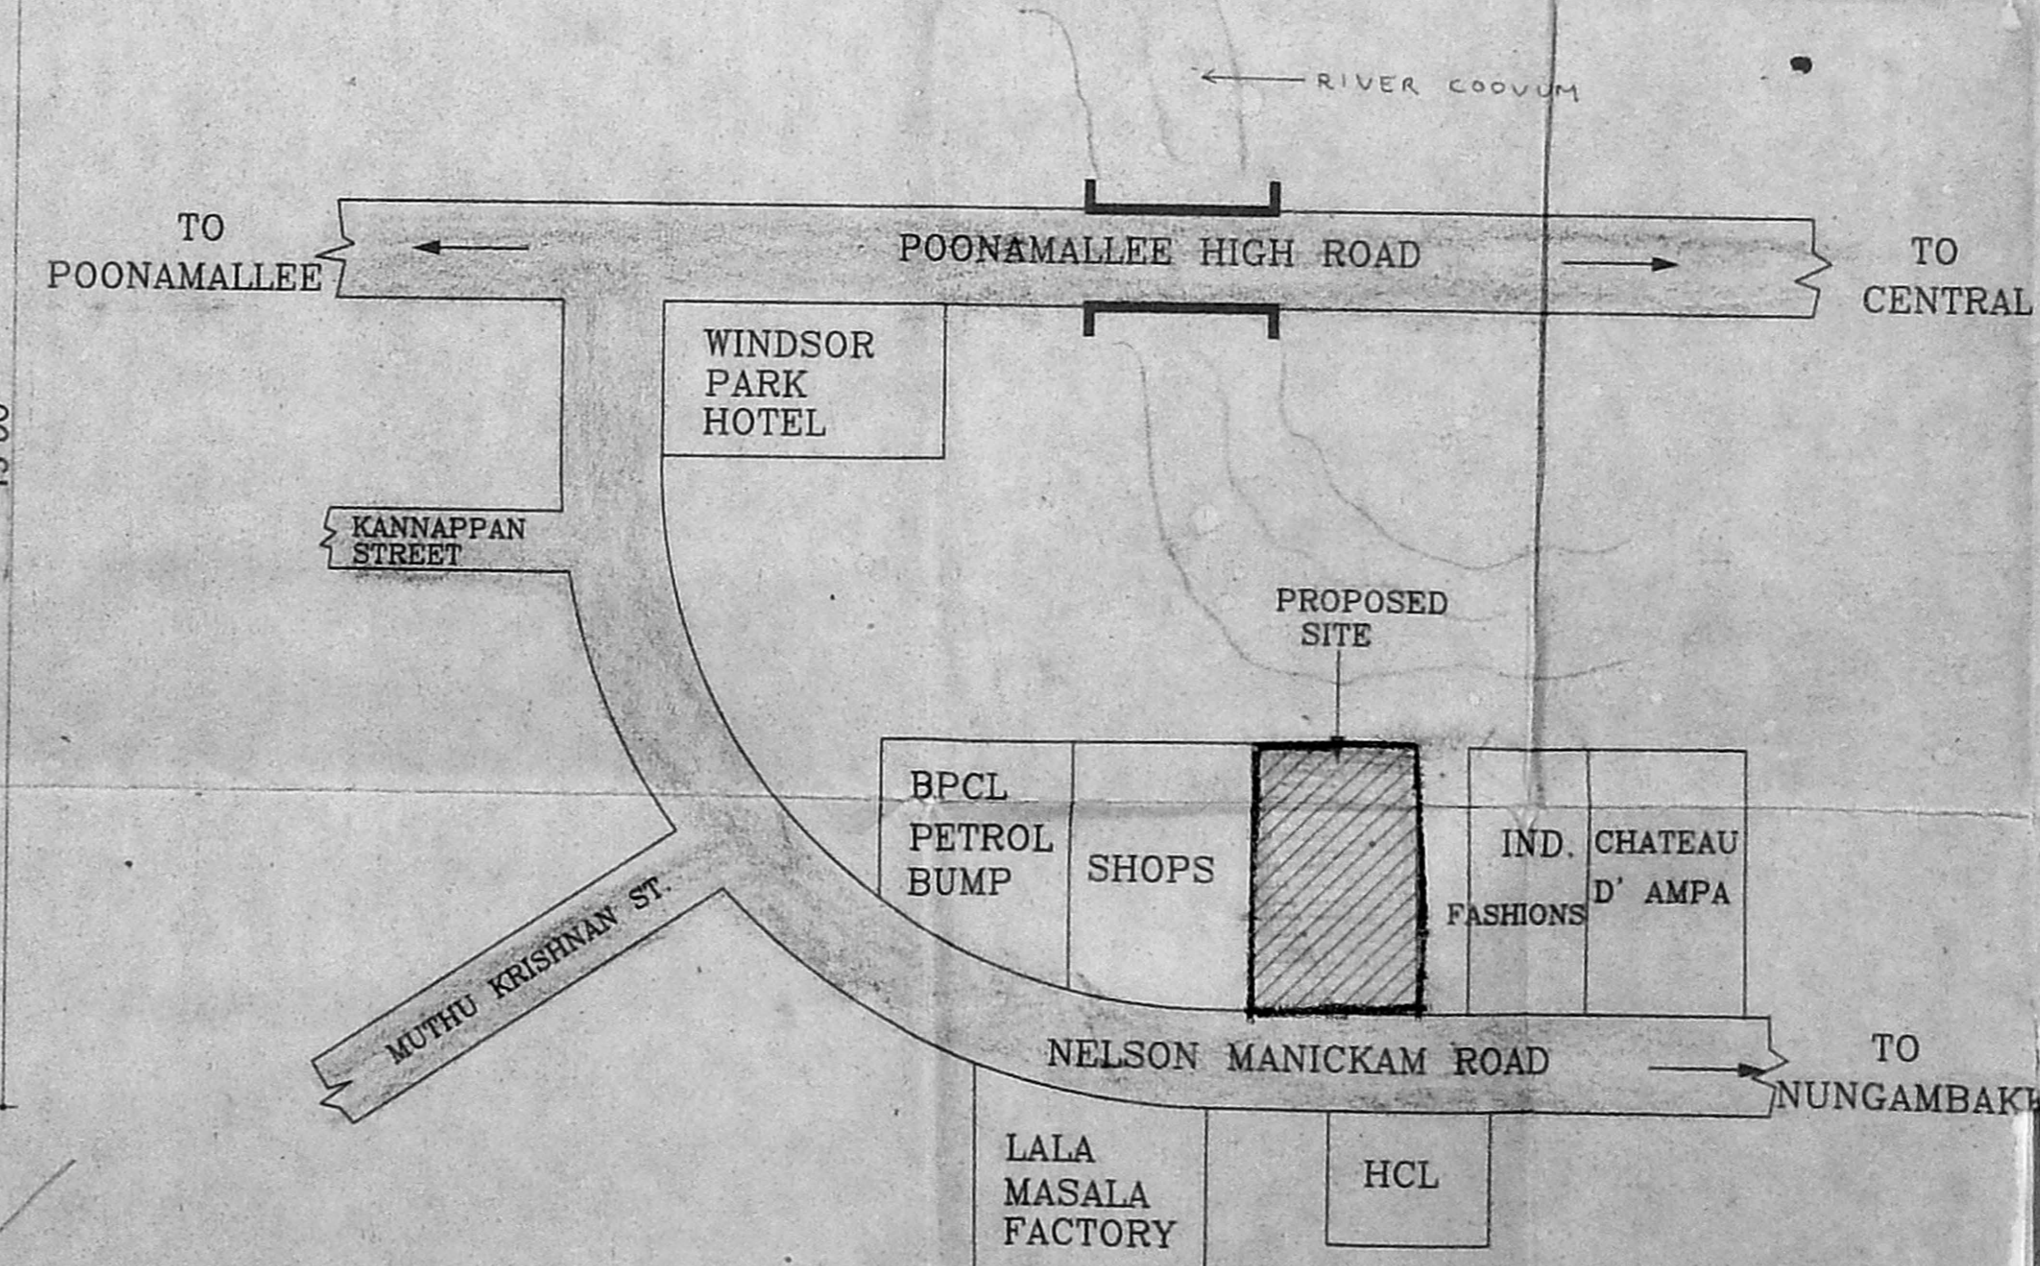 RIVER COOVUM
TO
POONAMALLEE
POONAMALLEE HIGH ROAD
TO
CENTRAL
WINDSOR
PARK
HOTEL
KANNAPPAN
STREET
PROPOSED
SITE
BPCL
PETROL
BUMP
SHOPS
IND.
FASHIONS
CHATEAU
D' AMPA
MUTHU KRISHNAN ST.
NELSON MANICKAM ROAD
TO
LALA
MASALA
FACTORY
HCL